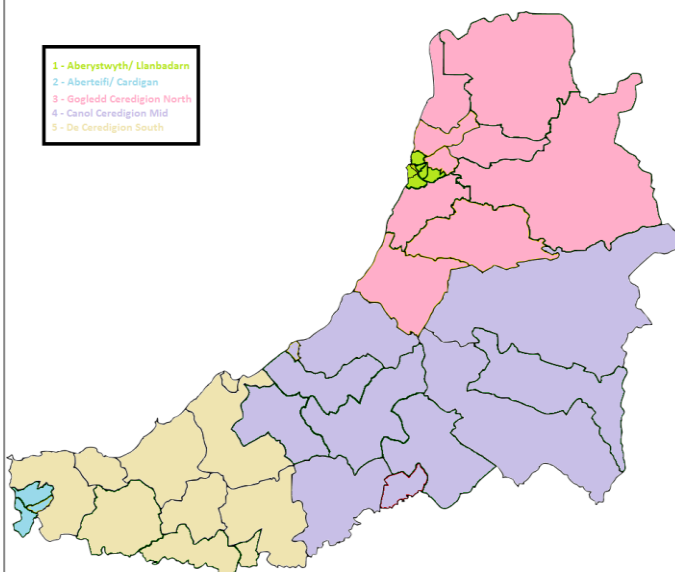 1 - Aberystwyth/ Llanbadarn
2 - Aberteifi/ Cardigan
3 - Gogledd Ceredigion North
4 - Canol Ceredigion Mid
5 - De Ceredigion South